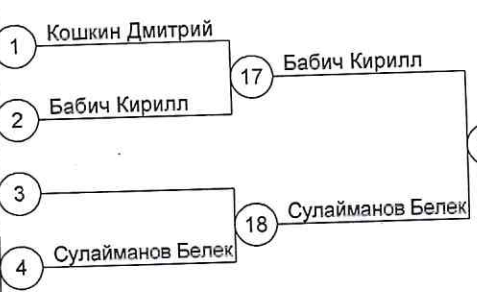 1 Кошкин Дмитрий
17 Бабич Кирилл
2 Бабич Кирилл
3
18 Сулайманов Белек
4 Сулайманов Белек